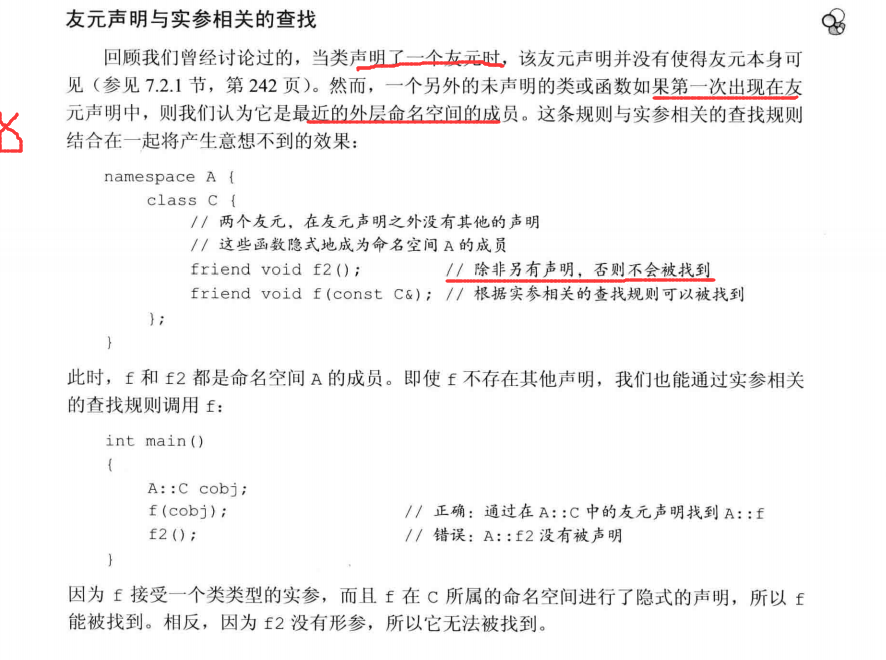 友元声明与实参相关的查找
回顾我们曾经讨论过的，当类声明了一个友元时，该友元声明并没有使得友元本身可
见（参见 7.2.1 节，第 242 页）。然而，一个另外的未声明的类或函数如果第一次出现在友
元声明中，则我们认为它是最近的外层命名空间的成员。这条规则与实参相关的查找规则
结合在一起将产生意想不到的效果：
namespace A {
class C {
// 两个友元，在友元声明之外没有其他的声明
// 这些函数隐式地成为命名空间 A 的成员
friend void f2(); // 除非另有声明，否则不会被找到
friend void f(const C&); // 根据实参相关的查找规则可以被找到
};
}
此时，f 和 f2 都是命名空间 A 的成员。即使 f 不存在其他声明，我们也能通过实参相关
的查找规则调用 f：
int main()
{
A::C cobj;
f(cobj); // 正确：通过在 A::C 中的友元声明找到 A::f
f2(); // 错误：A::f2 没有被声明
}
因为 f 接受一个类类型的实参，而且 f 在 C 所属的命名空间进行了隐式的声明，所以 f
能被找到。相反，因为 f2 没有形参，所以它无法被找到。